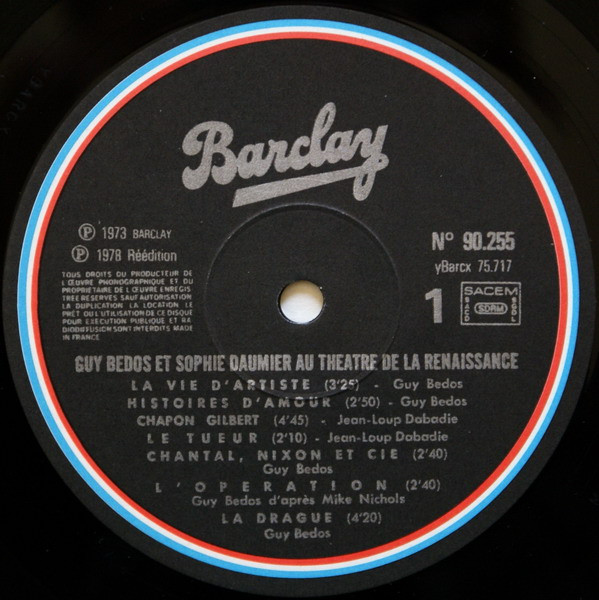 Barclay
℗ 1973 BARCLAY
℗ 1978 Réédition
TOUS DROITS DU PRODUCTEUR DE
L'ŒUVRE PHONOGRAPHIQUE ET DU
PROPRIETAIRE DE L'ŒUVRE ENREGIS
TREE RESERVES SAUF AUTORISATION
LA DUPLICATION LA LOCATION LE
PRÊT OU L'UTILISATION DE CE DISQUE
POUR EXECUTION PUBLIQUE ET RA
DIODIFFUSION SONT INTERDITS MADE
IN FRANCE
N° 90.255
yBarcx 75.717
1
SACEM
SACD
SDRM
SGDL
GUY BEDOS ET SOPHIE DAUMIER AU THEATRE DE LA RENAISSANCE
LA VIE D'ARTISTE (3'25) - Guy Bedos
HISTOIRES D'AMOUR (2'50) - Guy Bedos
CHAPON GILBERT (4'45) - Jean-Loup Dabadie
LE TUEUR (2'10) - Jean-Loup Dabadie
CHANTAL, NIXON ET CIE (2'40)
Guy Bedos
L'OPERATION (2'40)
Guy Bedos d'après Mike Nichols
LA DRAGUE (4'20)
Guy Bedos